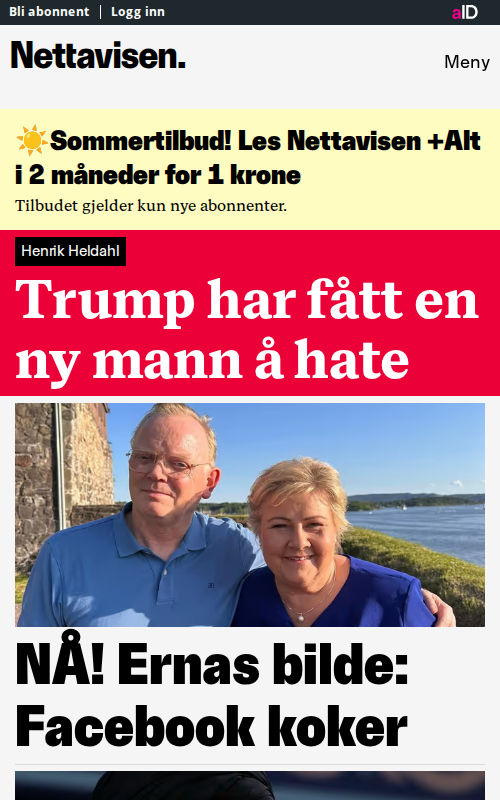 Bli abonnent
Logg inn
aID
Nettavisen.
Meny
☀️Sommertilbud! Les Nettavisen +Alt
i 2 måneder for 1 krone
Tilbudet gjelder kun nye abonnenter.
Henrik Heldahl
Trump har fått en
ny mann å hate
NÅ! Ernas bilde:
Facebook koker